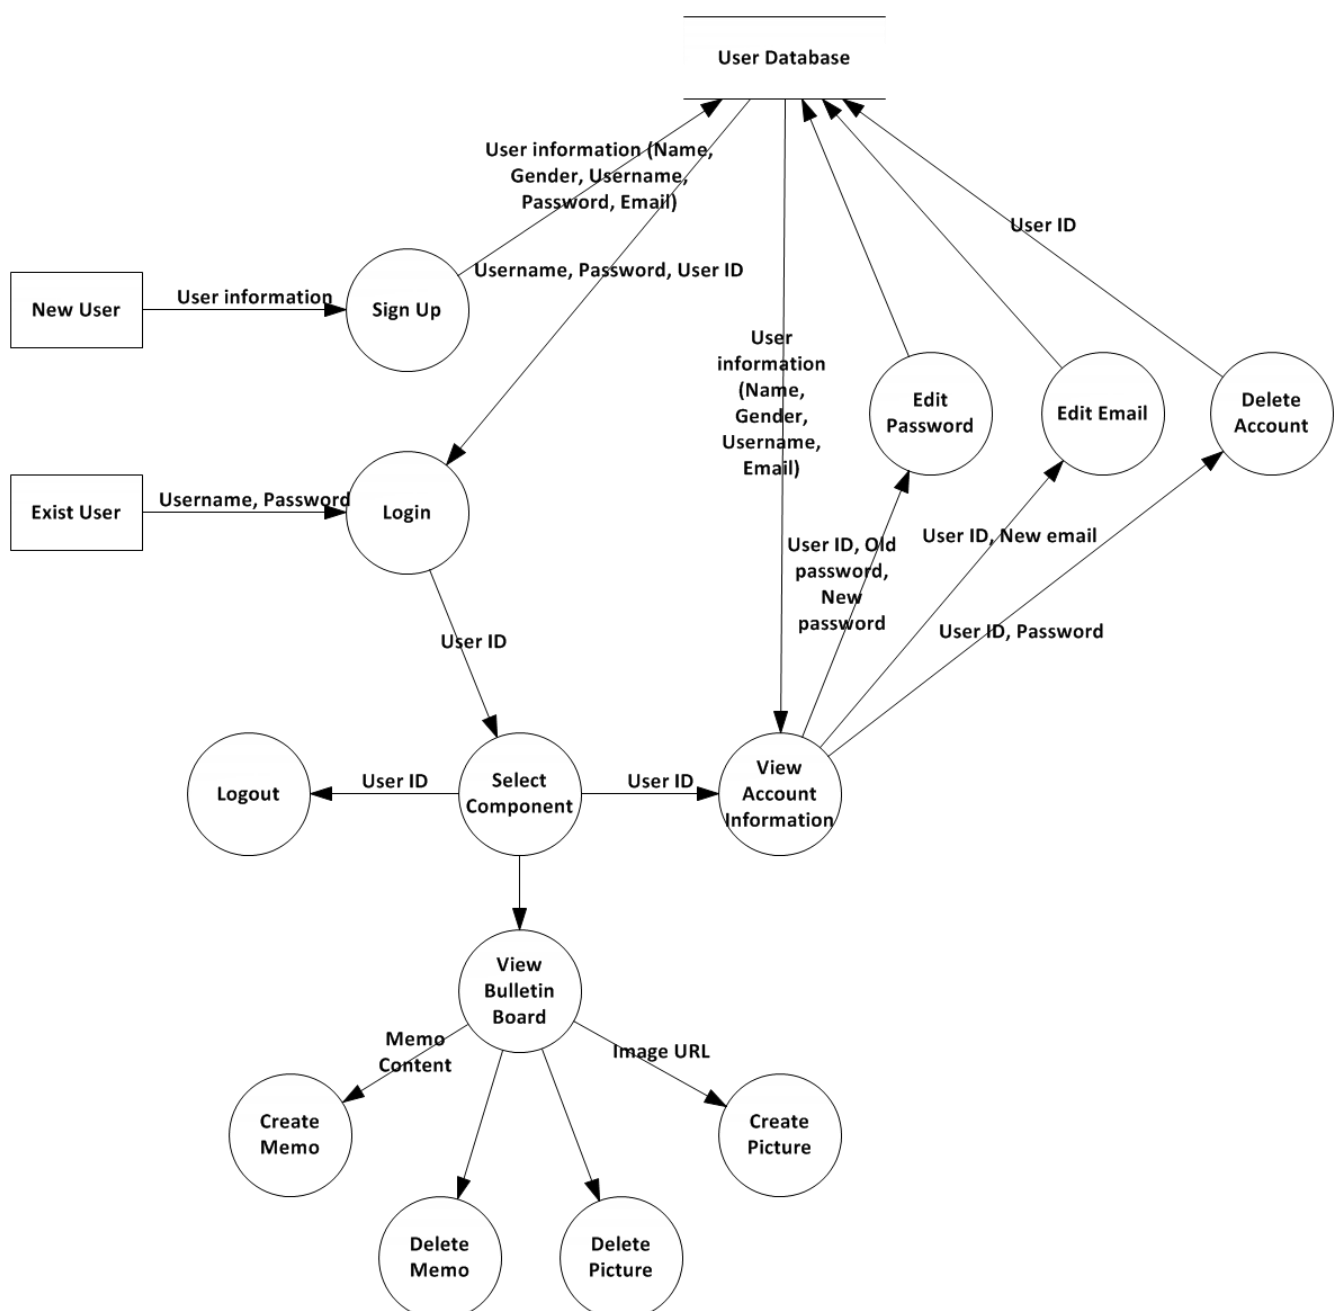 User Database
User information (Name,
Gender, Username,
Password, Email)
User ID
Username, Password, User ID
New User
User information
Sign Up
User
information
(Name,
Gender,
Username,
Email)
Edit
Password
Edit Email
Delete
Account
Exist User
Username, Password
Login
User ID, Old
password,
New
password
User ID, New email
User ID, Password
User ID
Logout
User ID
Select
Component
User ID
View
Account
Information
View
Bulletin
Board
Memo
Content
Image URL
Create
Memo
Create
Picture
Delete
Memo
Delete
Picture